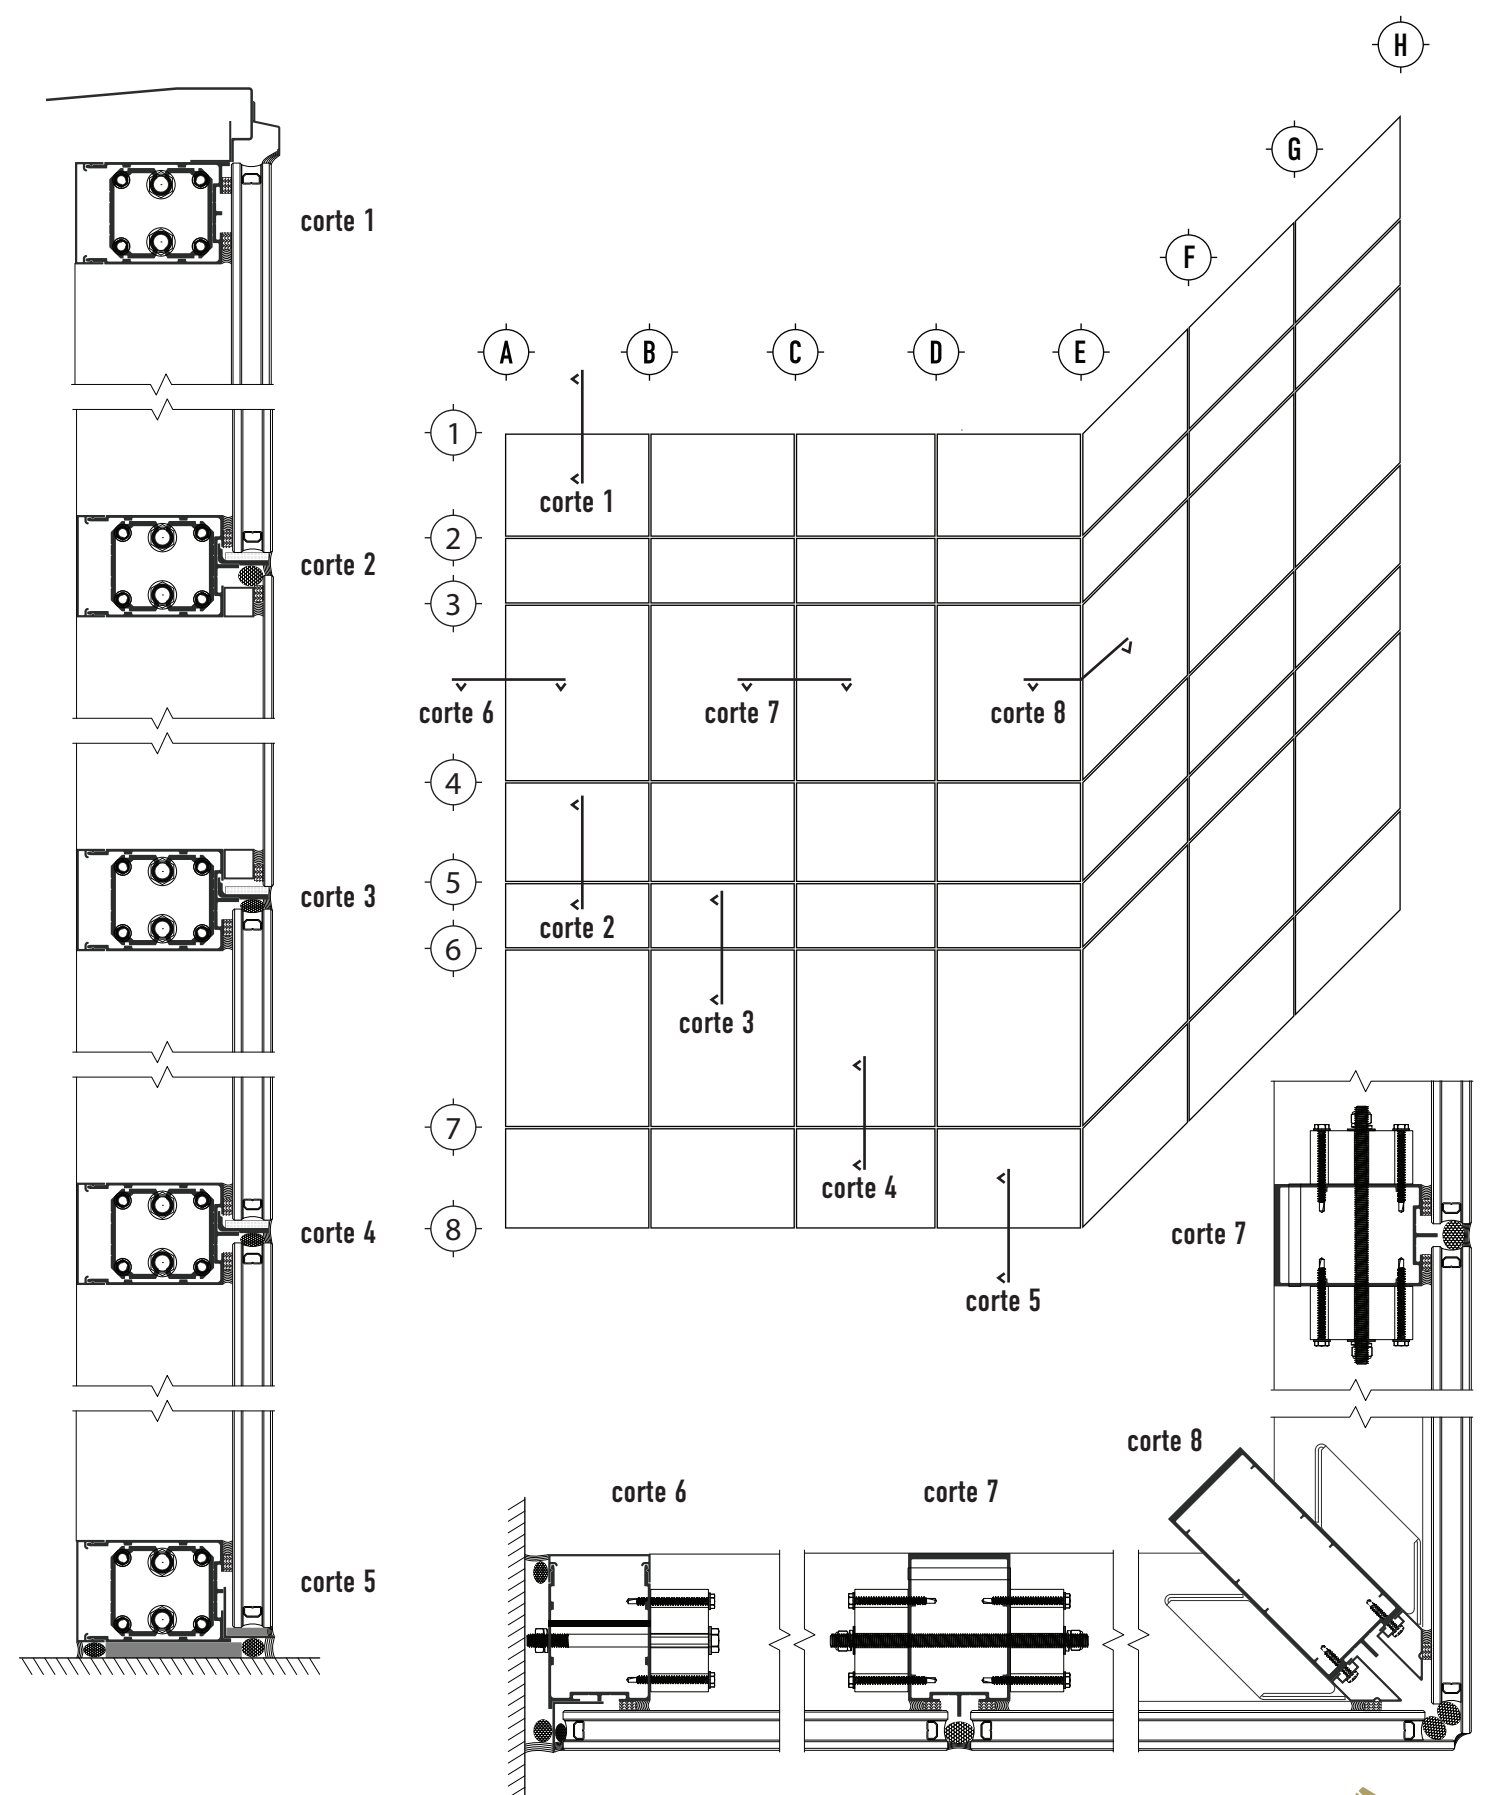 H
G
F
A B C D E
1
corte 1
corte 1
2
corte 2
3
corte 6 corte 7 corte 8
4
5
corte 3
corte 2
6
corte 3
7
corte 4
8
corte 4
corte 7
corte 5
corte 8
corte 6 corte 7
corte 5